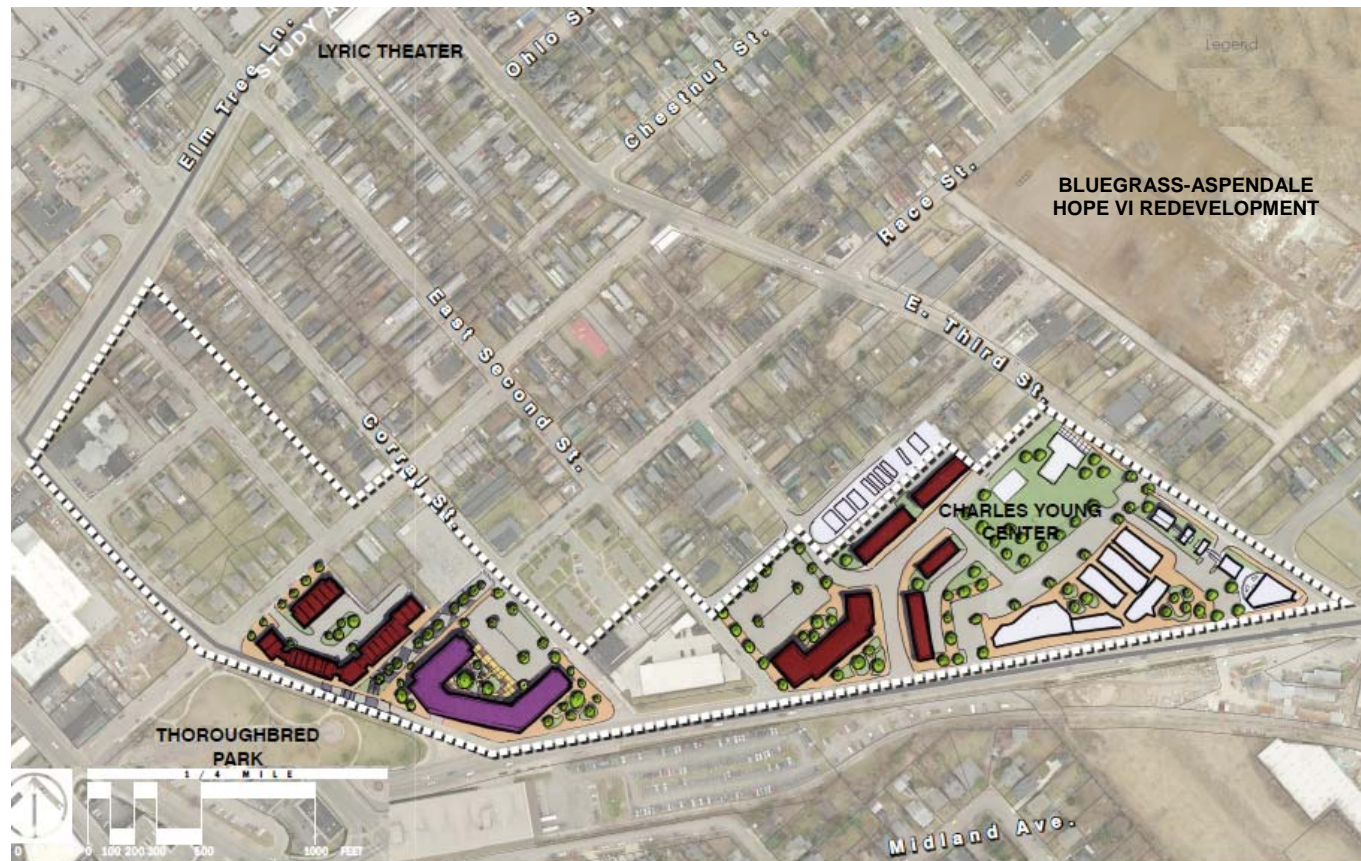 LYRIC THEATER
Ohio St.
Legend
Elm Tree Ln.
STUDY A
Chestnut St.
BLUEGRASS-ASPENDALE
HOPE VI REDEVELOPMENT
Race St.
East Second St.
E. Third St.
Corral St.
CHARLES YOUNG
CENTER
THOROUGHBRED
PARK
1/4 MILE
0 100 200 300 500 1000 FEET
Midland Ave.